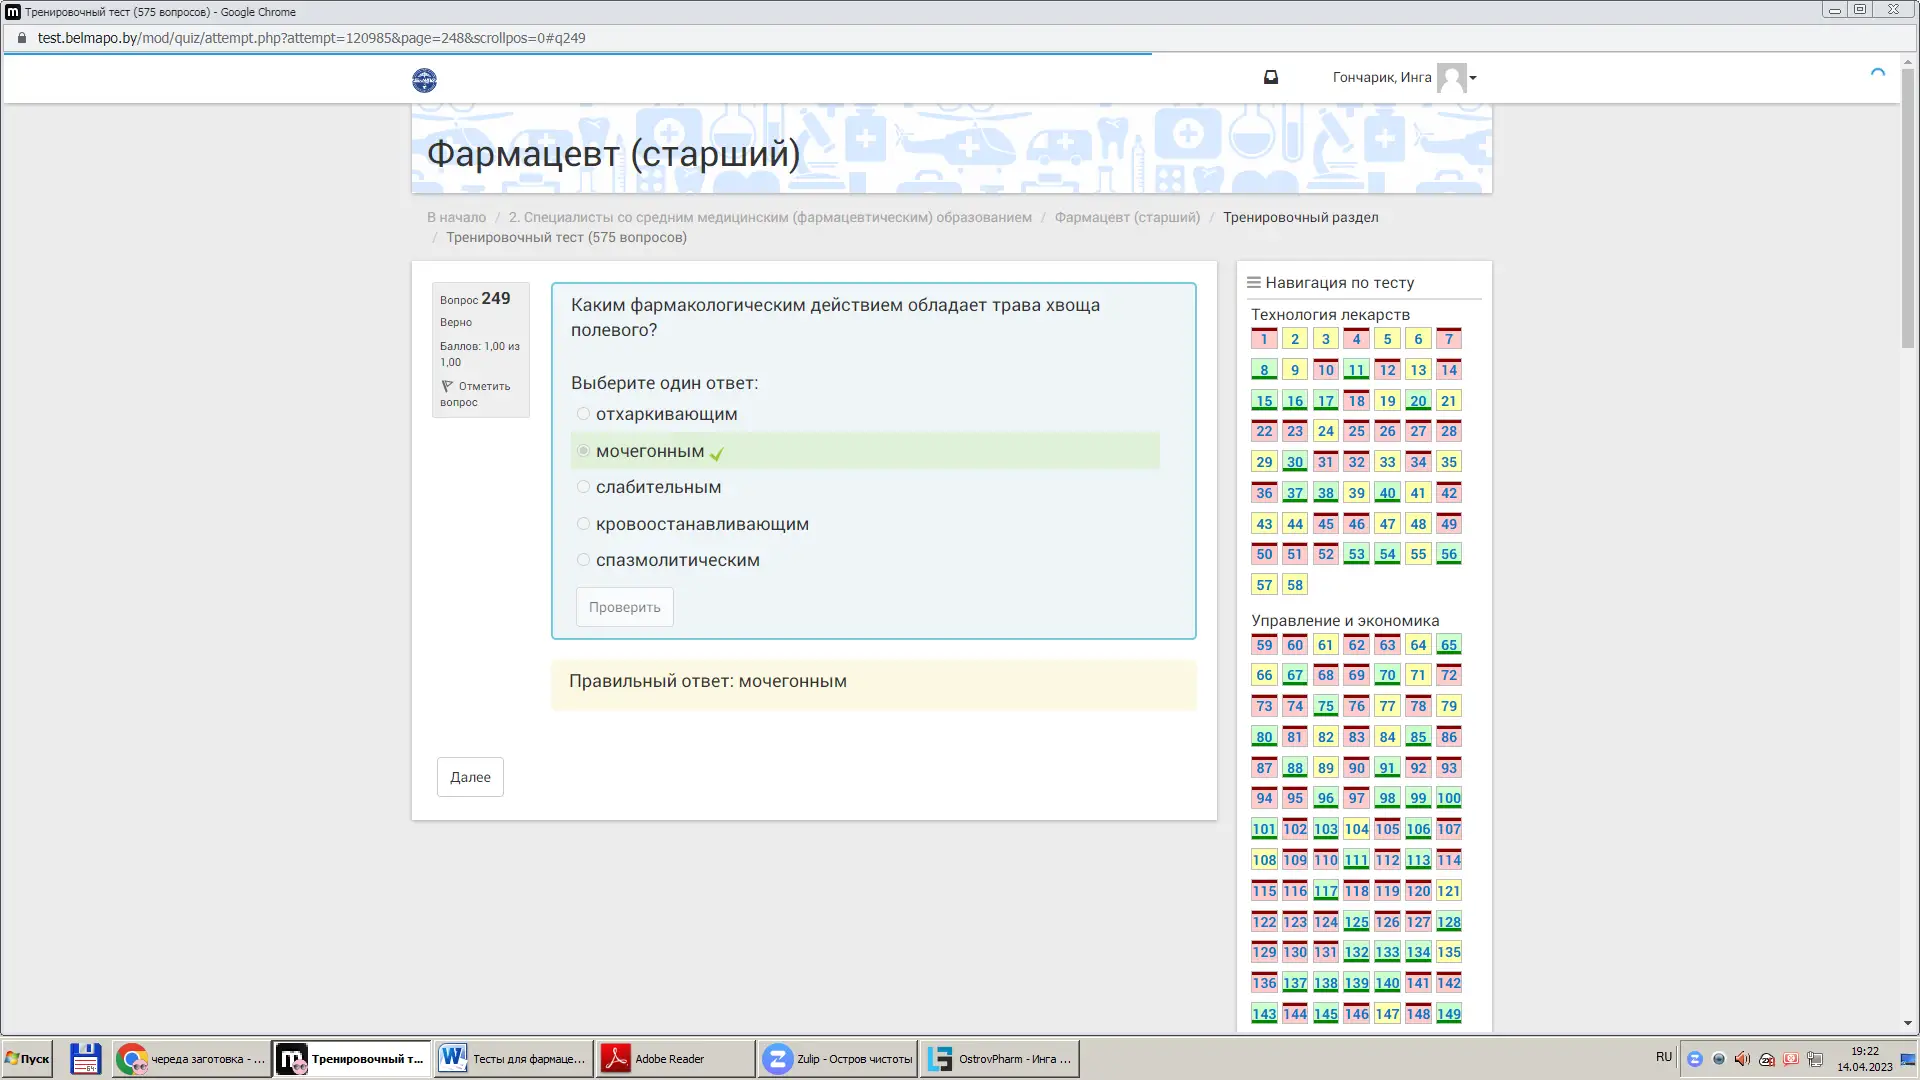 Тренировочный тест (575 вопросов) - Google Chrome
test.belmapo.by/mod/quiz/attempt.php?attempt=120985&page=248&scrollpos=0#q249
Гончарик, Инга
Фармацевт (старший)
В начало / 2. Специалисты со средним медицинским (фармацевтическим) образованием / Фармацевт (старший) / Тренировочный раздел
/ Тренировочный тест (575 вопросов)
Вопрос 249
Верно
Баллов: 1,00 из
1,00
Отметить
вопрос
Каким фармакологическим действием обладает трава хвоща
полевого?
Выберите один ответ:
отхаркивающим
мочегонным
слабительным
кровоостанавливающим
спазмолитическим
Проверить
Правильный ответ: мочегонным
Далее
Навигация по тесту
Технология лекарств
1 2 3 4 5 6 7
8 9 10 11 12 13 14
15 16 17 18 19 20 21
22 23 24 25 26 27 28
29 30 31 32 33 34 35
36 37 38 39 40 41 42
43 44 45 46 47 48 49
50 51 52 53 54 55 56
57 58
Управление и экономика
59 60 61 62 63 64 65
66 67 68 69 70 71 72
73 74 75 76 77 78 79
80 81 82 83 84 85 86
87 88 89 90 91 92 93
94 95 96 97 98 99 100
101 102 103 104 105 106 107
108 109 110 111 112 113 114
115 116 117 118 119 120 121
122 123 124 125 126 127 128
129 130 131 132 133 134 135
136 137 138 139 140 141 142
143 144 145 146 147 148 149
Пуск
череда заготовка - ...
Тренировочный т...
Тесты для фармаце...
Adobe Reader
Zulip - Остров чистоты
OstrovPharm - Инга ...
RU
19:22
14.04.2023